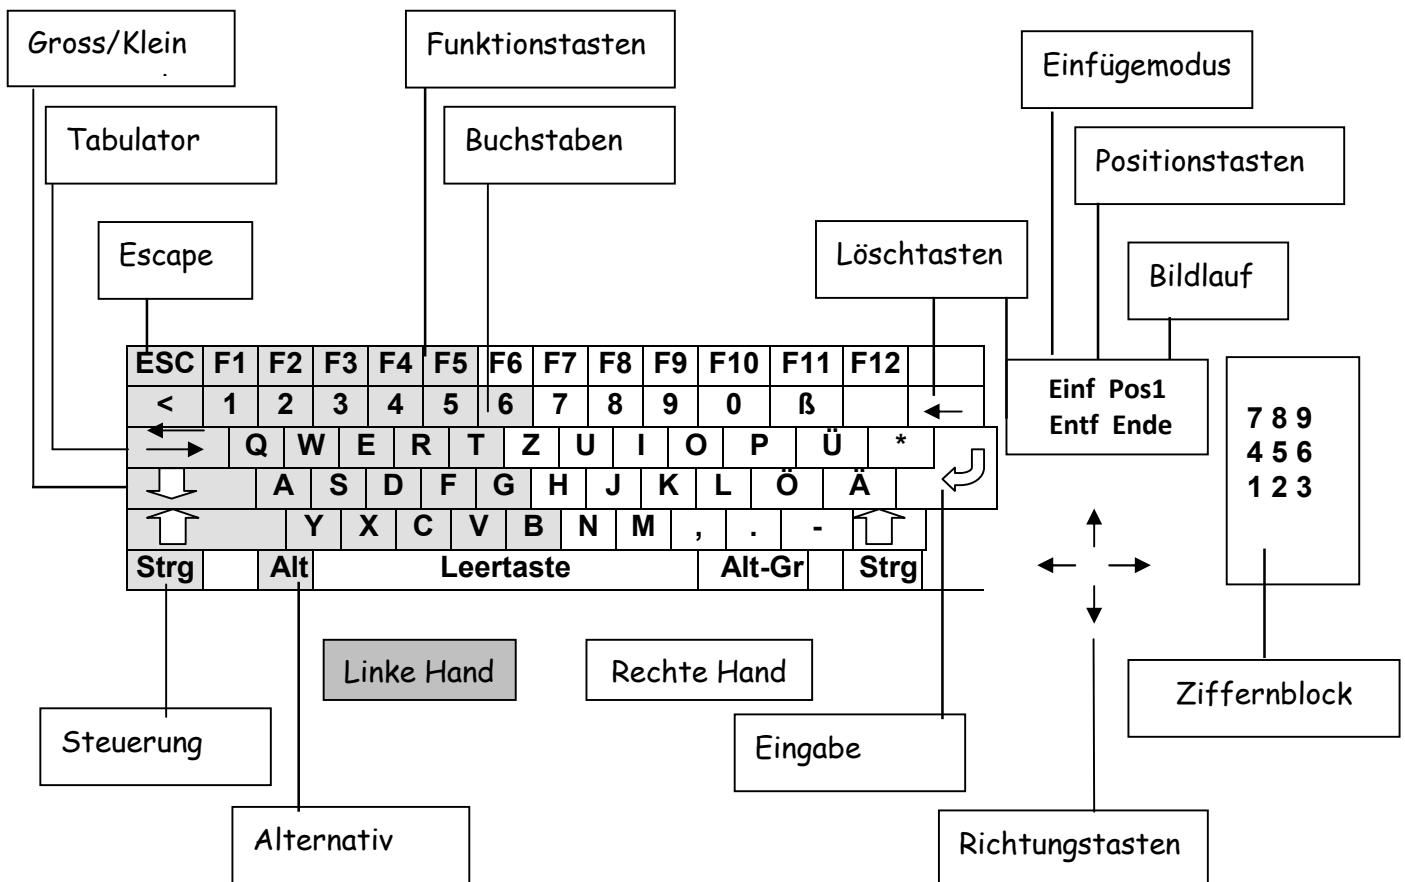 Gross/Klein
Funktionstasten
Einfügemodus
Tabulator
Buchstaben
Positionstasten
Escape
Löschtasten
Bildlauf
ESC F1 F2 F3 F4 F5 F6 F7 F8 F9 F10 F11 F12
< 1 2 3 4 5 6 7 8 9 0 ß
Q W E R T Z U I O P Ü *
A S D F G H J K L Ö Ä
Y X C V B N M , . -
Strg Alt Leertaste Alt-Gr Strg
Einf Pos1
Entf Ende
7 8 9
4 5 6
1 2 3
Linke Hand
Rechte Hand
Ziffernblock
Steuerung
Eingabe
Alternativ
Richtungstasten